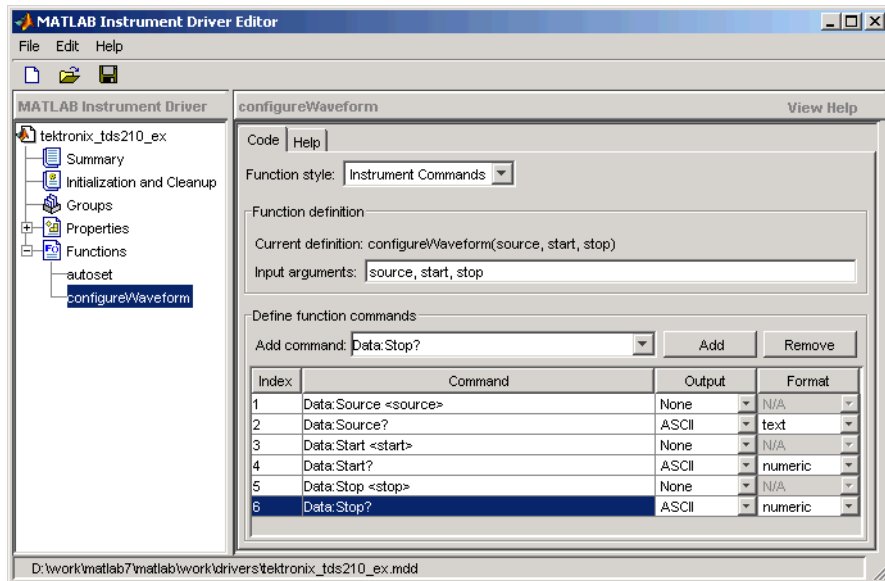 MATLAB Instrument Driver Editor
File Edit Help
MATLAB Instrument Driver
configureWaveform View Help
tektronix_tds210_ex
Summary
Initialization and Cleanup
Groups
Properties
Functions
autoset
configureWaveform
Code Help
Function style: Instrument Commands
Function definition
Current definition: configureWaveform(source, start, stop)
Input arguments: source, start, stop
Define function commands
Add command: Data:Stop? Add Remove
Index Command Output Format
1 Data:Source <source> None N/A
2 Data:Source? ASCII text
3 Data:Start <start> None N/A
4 Data:Start? ASCII numeric
5 Data:Stop <stop> None N/A
6 Data:Stop? ASCII numeric
D:\work\matlab7\matlab\work\drivers\tektronix_tds210_ex.mdd